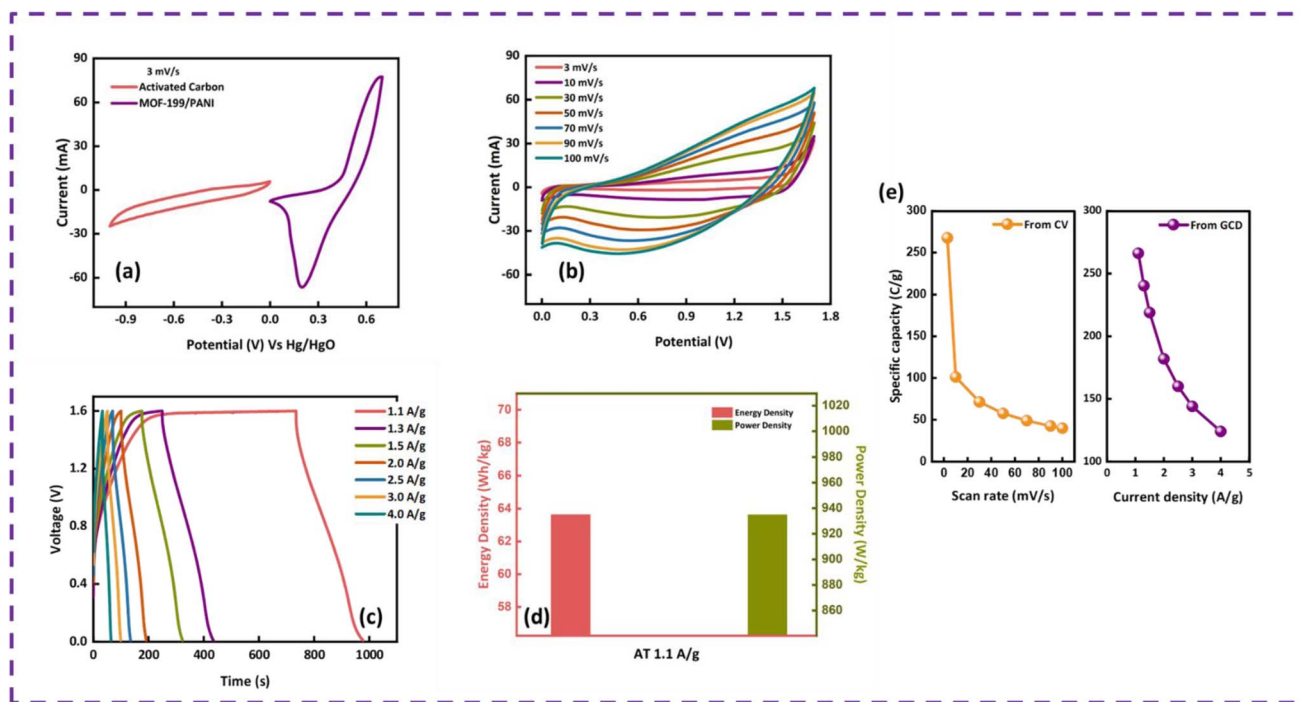 90
60
30
0
-30
-60
Current (mA)
3 mV/s
Activated Carbon
MOF-199/PANI
(a)
-0.9
-0.6
-0.3
0.0
0.3
0.6
Potential (V) Vs Hg/HgO
90
60
30
0
-30
-60
Current (mA)
3 mV/s
10 mV/s
30 mV/s
50 mV/s
70 mV/s
90 mV/s
100 mV/s
(b)
0.0
0.3
0.6
0.9
1.2
1.5
1.8
Potential (V)
1.6
1.2
0.8
0.4
0.0
Voltage (V)
1.1 A/g
1.3 A/g
1.5 A/g
2.0 A/g
2.5 A/g
3.0 A/g
4.0 A/g
(c)
0
200
400
600
800
1000
Time (s)
70
68
66
64
62
60
58
Energy Density (Wh/kg)
Energy Density
Power Density
(d)
AT 1.1 A/g
1020
1000
980
960
940
920
900
880
860
Power Density (W/kg)
(e)
300
250
200
150
100
50
0
Specific capacity (C/g)
From CV
0
20
40
60
80
100
Scan rate (mV/s)
300
250
200
150
100
From GCD
0
1
2
3
4
5
Current density (A/g)